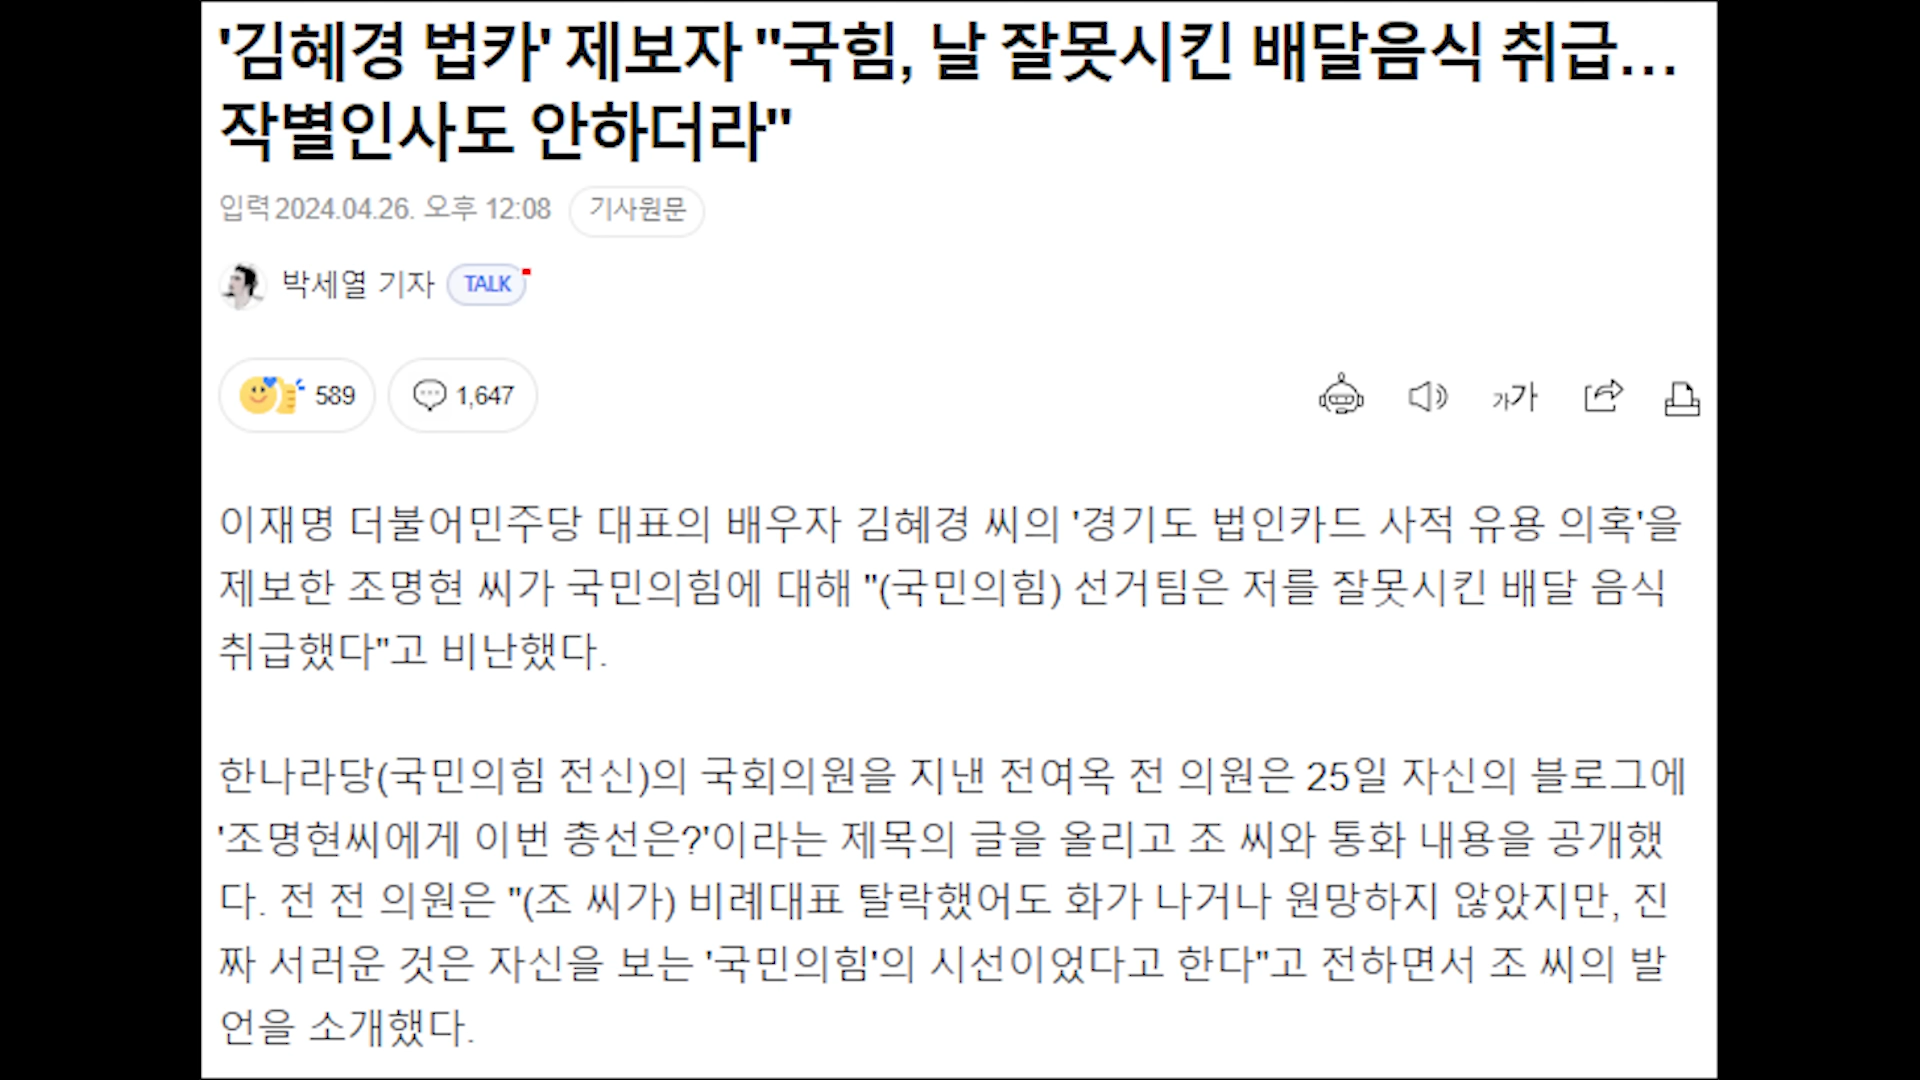 '김혜경 법카' 제보자 "국힘, 날 잘못시킨 배달음식 취급…
작별인사도 안하더라"
입력 2024.04.26. 오후 12:08 기사원문
박세열 기자 TALK
589 1,647 가가
이재명 더불어민주당 대표의 배우자 김혜경 씨의 '경기도 법인카드 사적 유용 의혹'을
제보한 조명현 씨가 국민의힘에 대해 "(국민의힘) 선거팀은 저를 잘못시킨 배달 음식
취급했다"고 비난했다.
한나라당(국민의힘 전신)의 국회의원을 지낸 전여옥 전 의원은 25일 자신의 블로그에
'조명현씨에게 이번 총선은?'이라는 제목의 글을 올리고 조 씨와 통화 내용을 공개했
다. 전 전 의원은 "(조 씨가) 비례대표 탈락했어도 화가 나거나 원망하지 않았지만, 진
짜 서러운 것은 자신을 보는 '국민의힘'의 시선이었다고 한다"고 전하면서 조 씨의 발
언을 소개했다.